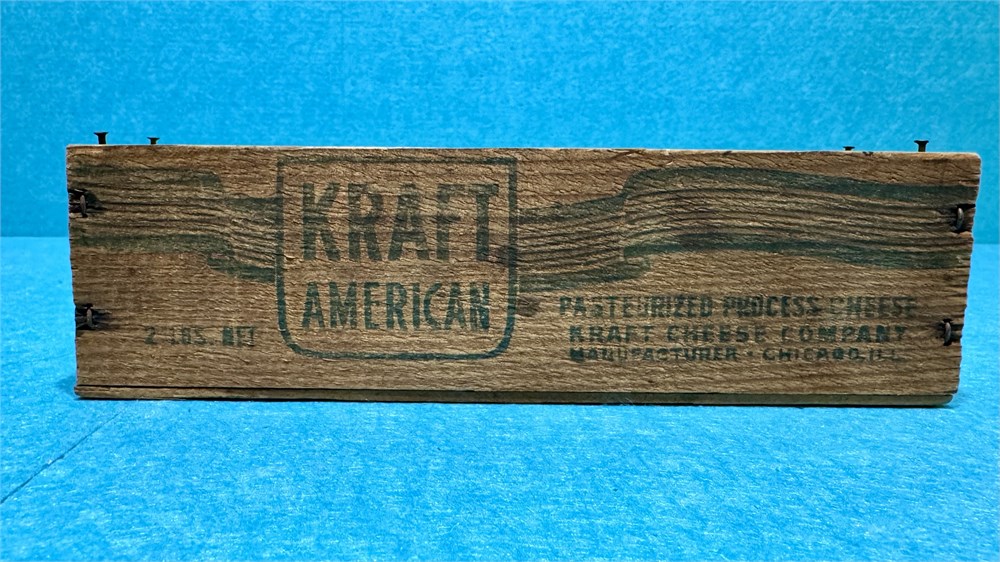 KRAFT
AMERICAN
2 LBS. NET
PASTEURIZED PROCESS CHEESE
KRAFT CHEESE COMPANY
MANUFACTURER · CHICAGO, ILL.